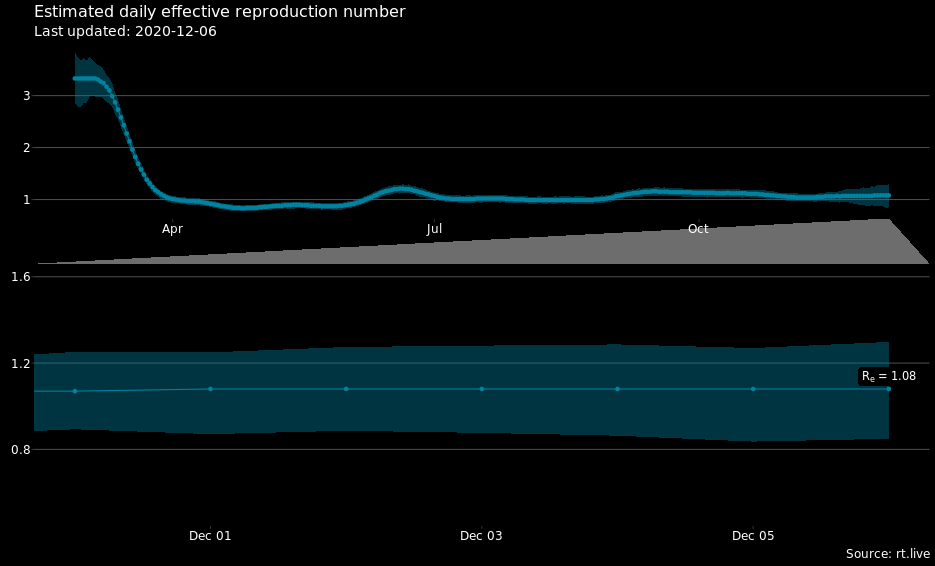 Estimated daily effective reproduction number
Last updated: 2020-12-06
3
2
1
Apr Jul Oct
1.6
1.2
Rₑ = 1.08
0.8
Dec 01 Dec 03 Dec 05
Source: rt.live